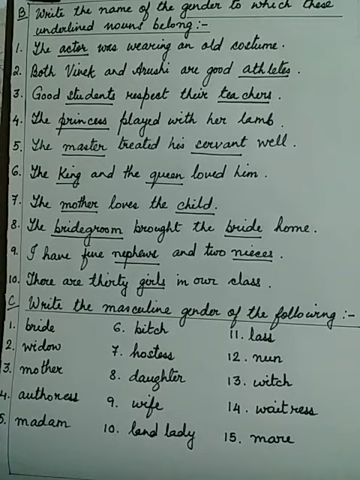 B Write the name of the gender to which these
underlined nouns belong :-
1. The actor was wearing an old costume.
2. Both Vivek and Arushi are good athletes.
3. Good students respect their teachers.
4. The princess played with her lamb.
5. The master treated his servant well.
6. The King and the queen loved him.
7. The mother loves the child.
8. The bridegroom brought the bride home.
9. I have five nephews and two nieces.
10. There are thirty girls in our class.
C Write the masculine gender of the following :-
1. bride 6. bitch 11. lass
2. widow 7. hostess 12. nun
3. mother 8. daughter 13. witch
4. authoress 9. wife 14. waitress
5. madam 10. land lady 15. mare